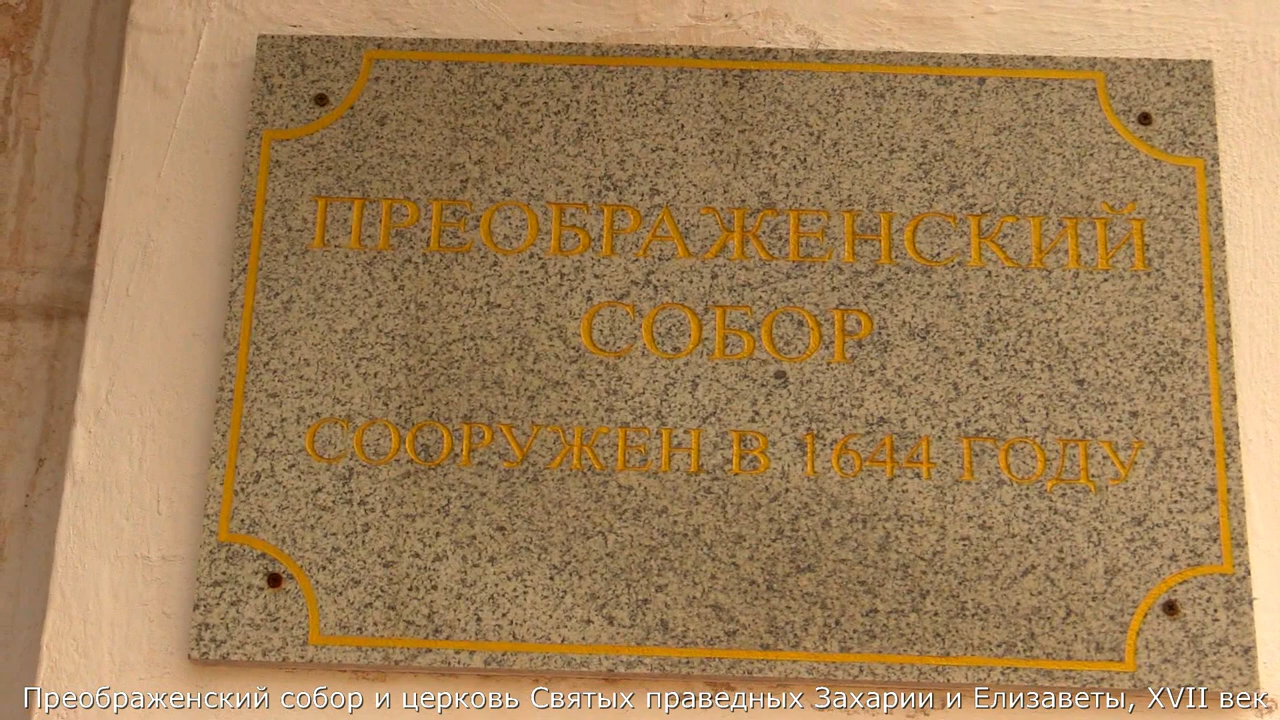 ПРЕОБРАЖЕНСКИЙ
СОБОР
СООРУЖЕН В 1644 ГОДУ
Преображенский собор и церковь Святых праведных Захарии и Елизаветы, XVII век